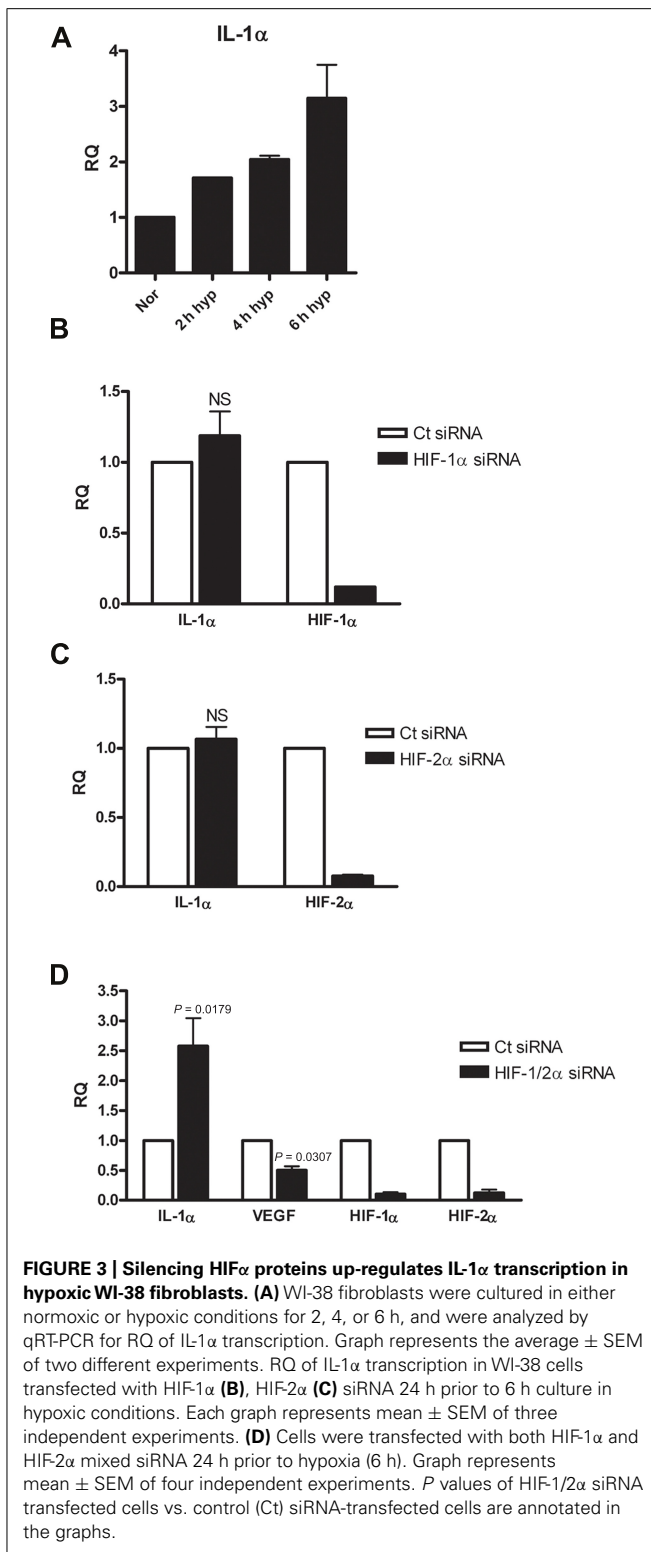 A
IL-1α
4
3
2
1
0
RQ
Nor
2 h hyp
4 h hyp
6 h hyp
B
1.5
1.0
0.5
0.0
RQ
NS
Ct siRNA
HIF-1α siRNA
IL-1α
HIF-1α
C
1.5
1.0
0.5
0.0
RQ
NS
Ct siRNA
HIF-2α siRNA
IL-1α
HIF-2α
D
3.5
3.0
2.5
2.0
1.5
1.0
0.5
0.0
RQ
P = 0.0179
P = 0.0307
Ct siRNA
HIF-1/2α siRNA
IL-1α
VEGF
HIF-1α
HIF-2α
FIGURE 3 | Silencing HIFα proteins up-regulates IL-1α transcription in
hypoxic WI-38 fibroblasts. (A) WI-38 fibroblasts were cultured in either
normoxic or hypoxic conditions for 2, 4, or 6 h, and were analyzed by
qRT-PCR for RQ of IL-1α transcription. Graph represents the average ± SEM
of two different experiments. RQ of IL-1α transcription in WI-38 cells
transfected with HIF-1α (B), HIF-2α (C) siRNA 24 h prior to 6 h culture in
hypoxic conditions. Each graph represents mean ± SEM of three
independent experiments. (D) Cells were transfected with both HIF-1α and
HIF-2α mixed siRNA 24 h prior to hypoxia (6 h). Graph represents
mean ± SEM of four independent experiments. P values of HIF-1/2α siRNA
transfected cells vs. control (Ct) siRNA-transfected cells are annotated in
the graphs.